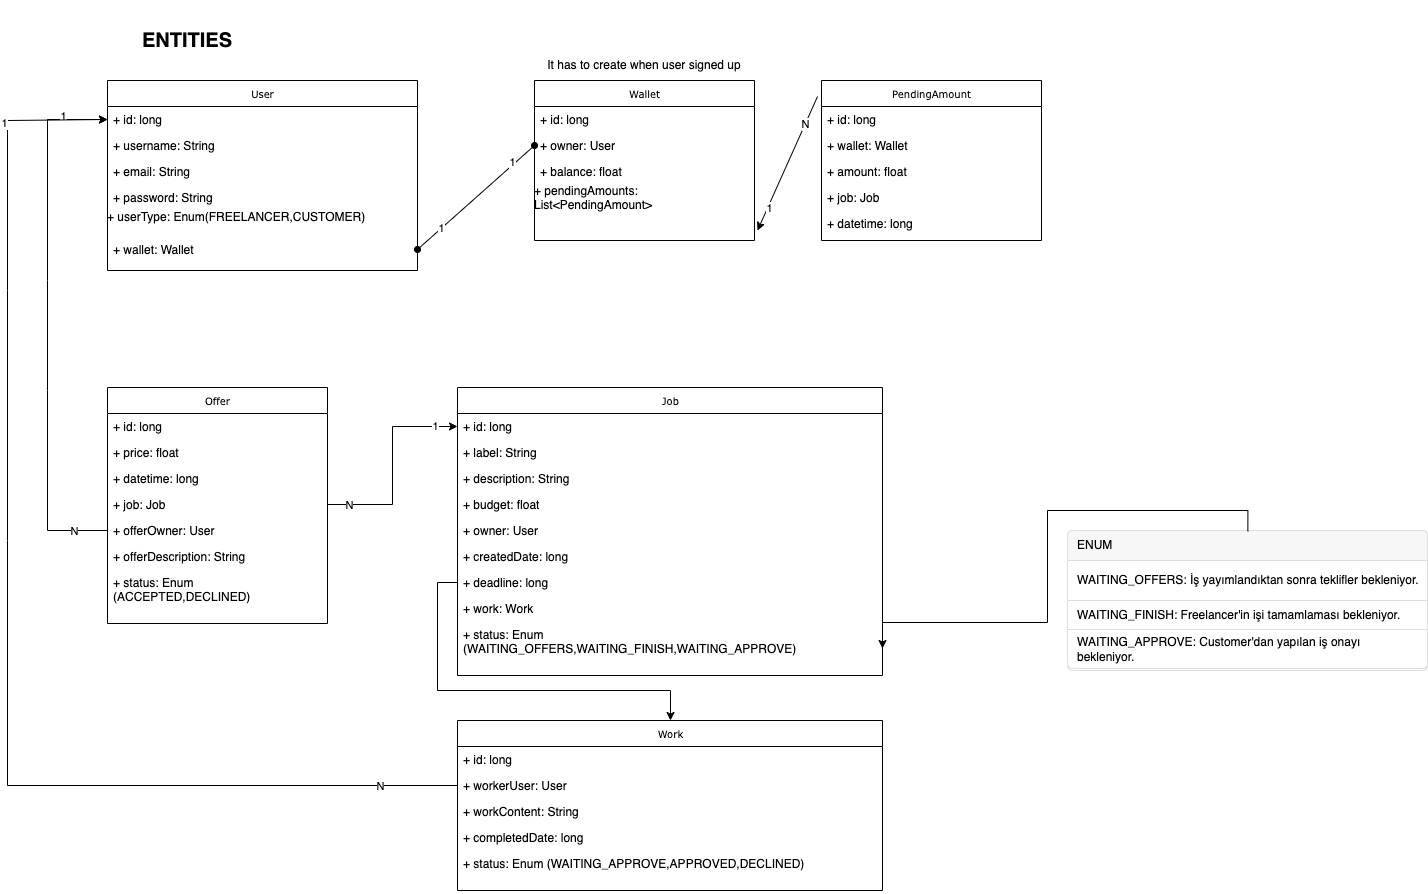 ENTITIES
It has to create when user signed up
User
+ id: long
+ username: String
+ email: String
+ password: String
+ userType: Enum(FREELANCER,CUSTOMER)
+ wallet: Wallet
1
1
1
1
Wallet
+ id: long
+ owner: User
+ balance: float
+ pendingAmounts:
List<PendingAmount>
N
1
PendingAmount
+ id: long
+ wallet: Wallet
+ amount: float
+ job: Job
+ datetime: long
Offer
+ id: long
+ price: float
+ datetime: long
+ job: Job
+ offerOwner: User
+ offerDescription: String
+ status: Enum
(ACCEPTED,DECLINED)
N
N
1
Job
+ id: long
+ label: String
+ description: String
+ budget: float
+ owner: User
+ createdDate: long
+ deadline: long
+ work: Work
+ status: Enum
(WAITING_OFFERS,WAITING_FINISH,WAITING_APPROVE)
ENUM
WAITING_OFFERS: İş yayımlandıktan sonra teklifler bekleniyor.
WAITING_FINISH: Freelancer'in işi tamamlaması bekleniyor.
WAITING_APPROVE: Customer'dan yapılan iş onayı
bekleniyor.
N
Work
+ id: long
+ workerUser: User
+ workContent: String
+ completedDate: long
+ status: Enum (WAITING_APPROVE,APPROVED,DECLINED)